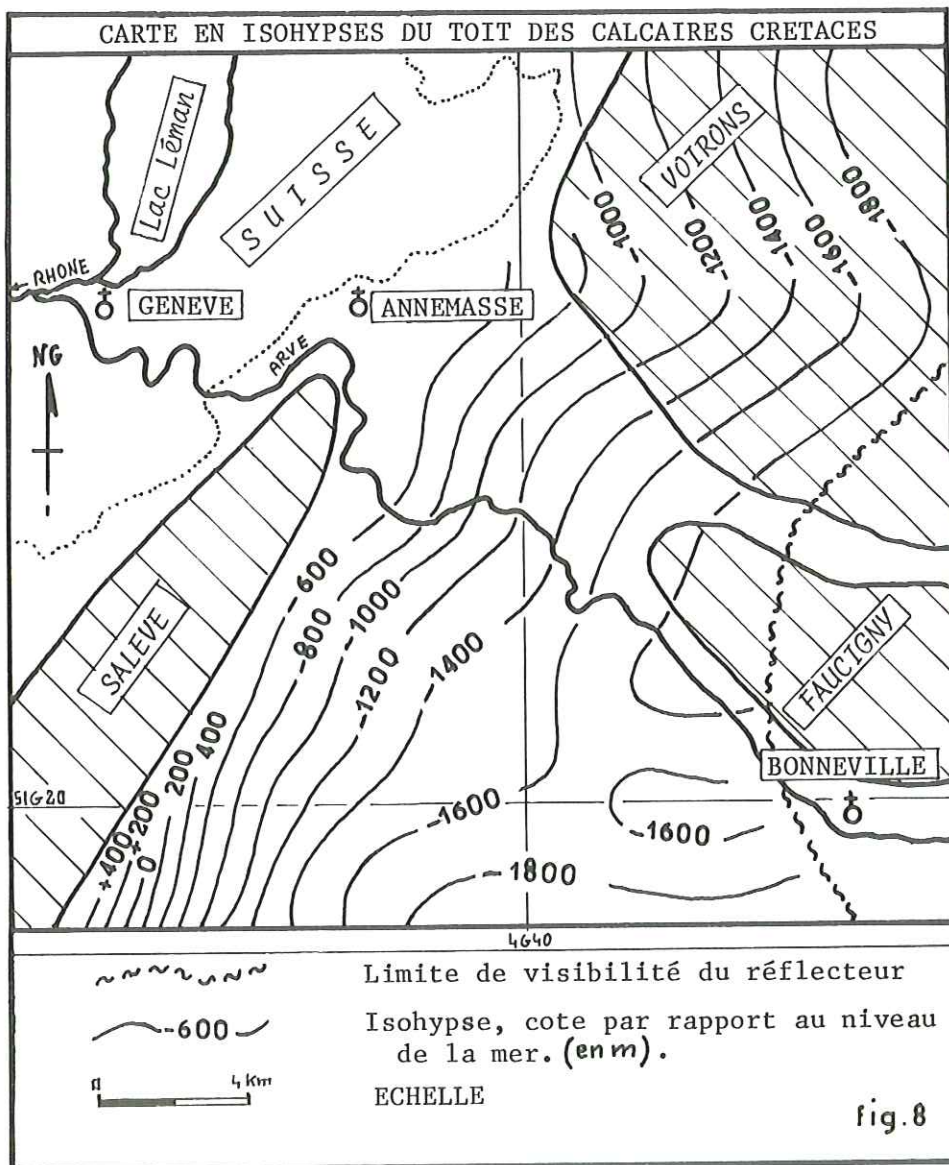 CARTE EN ISOHYPSES DU TOIT DES CALCAIRES CRETACES
Lac Léman
SUISSE
VOIRONS
-1000
-1200
-1400
-1600
-1800
RHONE
GENEVE
ANNEMASSE
NG
ARVE
SALEVE
-600
-800
-1000
-1200
-1400
FAUCIGNY
BONNEVILLE
51G20
+400
+200
0
200
400
-1600
-1600
-1800
4G40
Limite de visibilité du réflecteur
-600
Isohypse, cote par rapport au niveau
de la mer. (en m).
0 4 Km
ECHELLE
fig.8